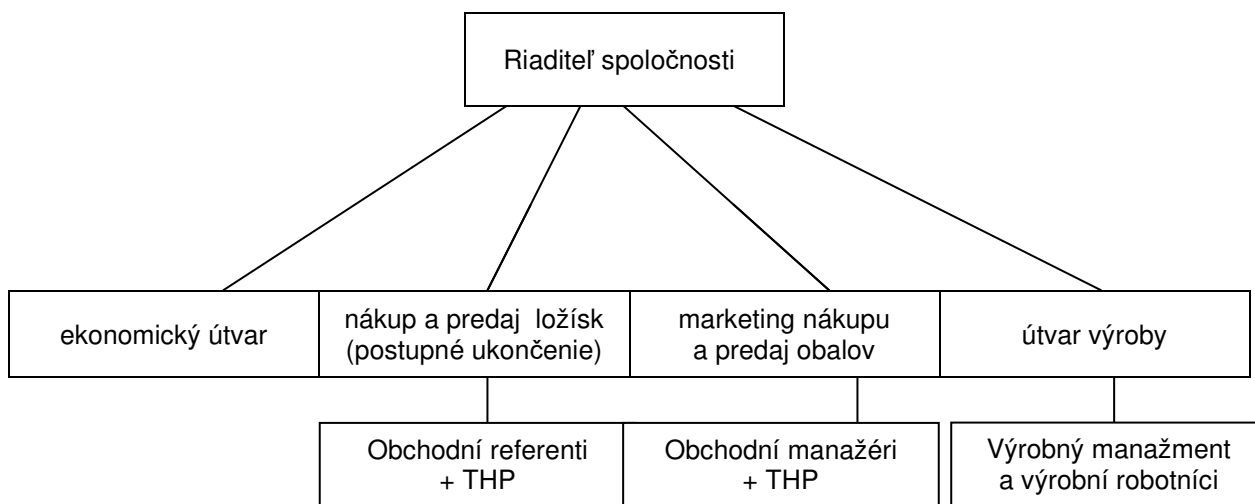 Riaditeľ spoločnosti
ekonomický útvar
nákup a predaj ložísk
(postupné ukončenie)
marketing nákupu
a predaj obalov
útvar výroby
Obchodní referenti
+ THP
Obchodní manažéri
+ THP
Výrobný manažment
a výrobní robotníci